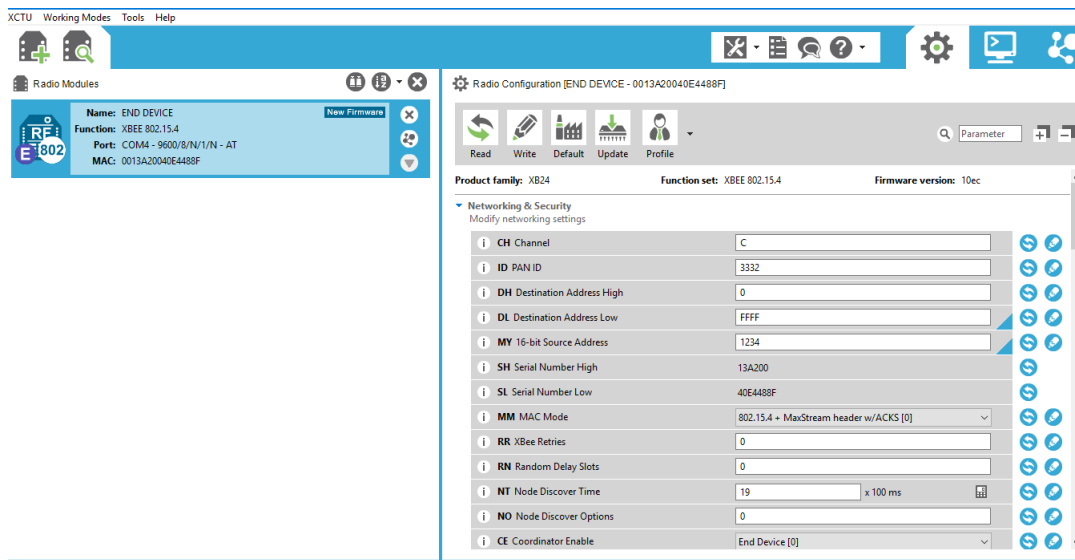 XCTU Working Modes Tools Help
Radio Modules
Name: END DEVICE
New Firmware
Function: XBEE 802.15.4
Port: COM4 - 9600/8/N/1/N - AT
MAC: 0013A20040E4488F
RF
E 802
Radio Configuration [END DEVICE - 0013A20040E4488F]
Read Write Default Update Profile
Parameter
Product family: XB24 Function set: XBEE 802.15.4 Firmware version: 10ec
Networking & Security
Modify networking settings
i CH Channel C
i ID PAN ID 3332
i DH Destination Address High 0
i DL Destination Address Low FFFF
i MY 16-bit Source Address 1234
i SH Serial Number High 13A200
i SL Serial Number Low 40E4488F
i MM MAC Mode 802.15.4 + MaxStream header w/ACKS [0]
i RR XBee Retries 0
i RN Random Delay Slots 0
i NT Node Discover Time 19 x 100 ms
i NO Node Discover Options 0
i CE Coordinator Enable End Device [0]